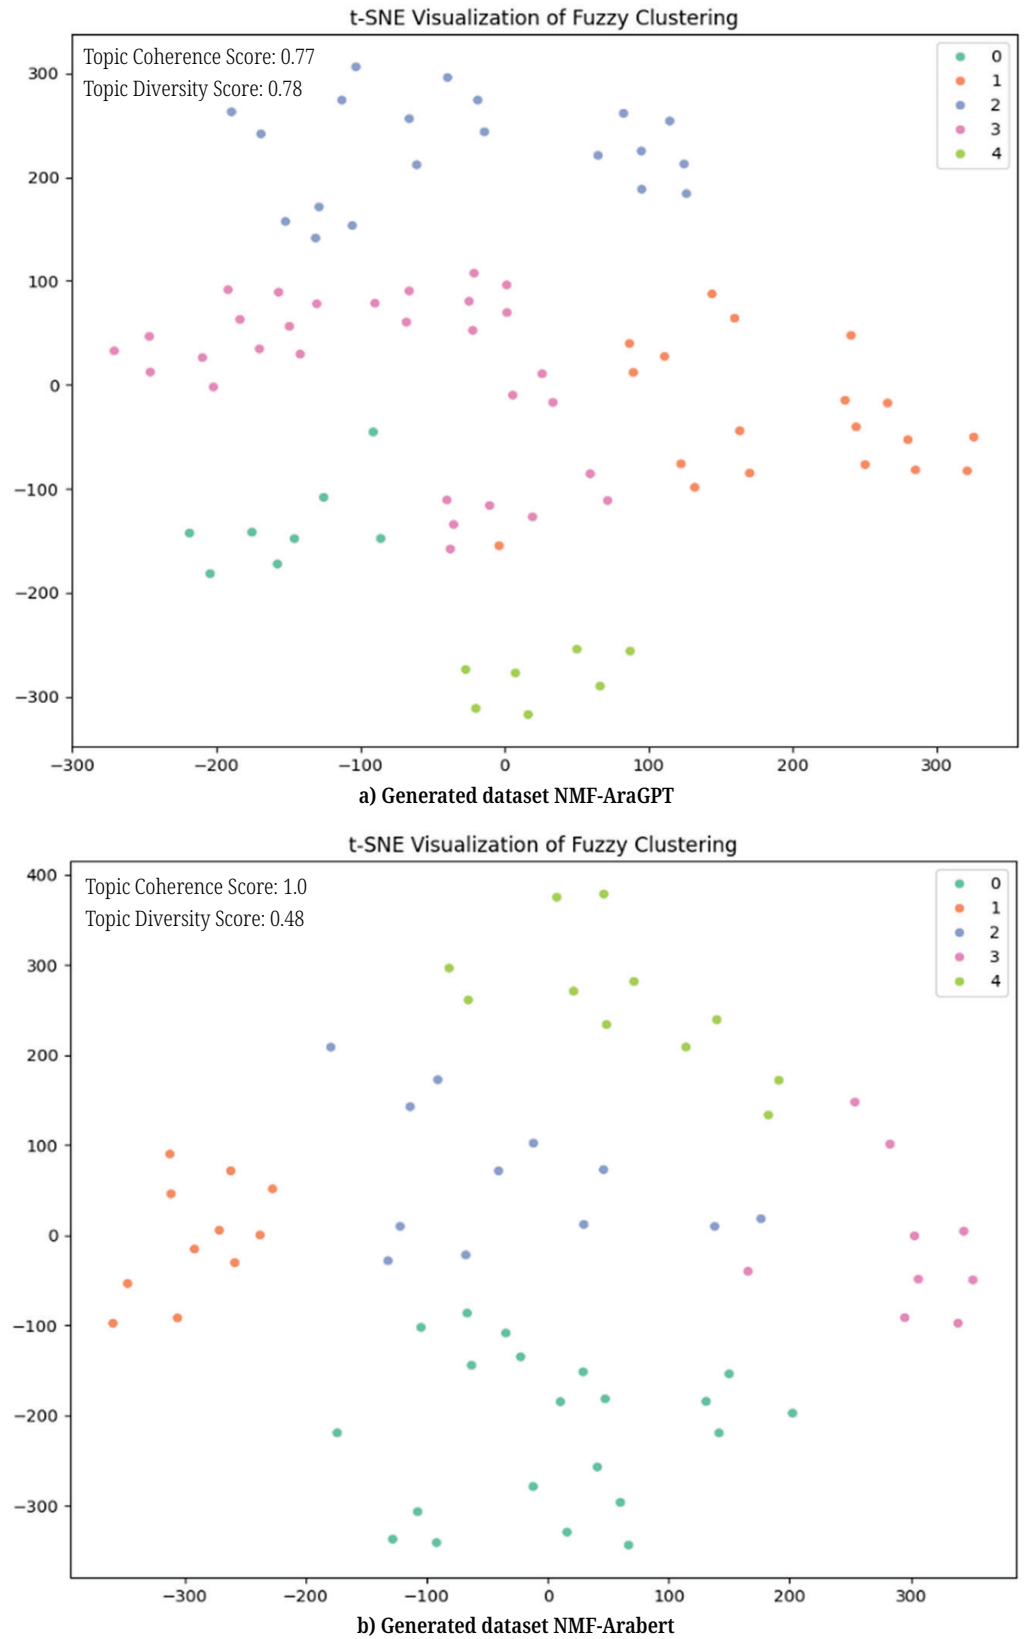 t-SNE Visualization of Fuzzy Clustering
Topic Coherence Score: 0.77
Topic Diversity Score: 0.78
0
1
2
3
4
300
200
100
0
−100
−200
−300
−300 −200 −100 0 100 200 300
a) Generated dataset NMF-AraGPT
t-SNE Visualization of Fuzzy Clustering
Topic Coherence Score: 1.0
Topic Diversity Score: 0.48
0
1
2
3
4
400
300
200
100
0
−100
−200
−300
−300 −200 −100 0 100 200 300
b) Generated dataset NMF-Arabert